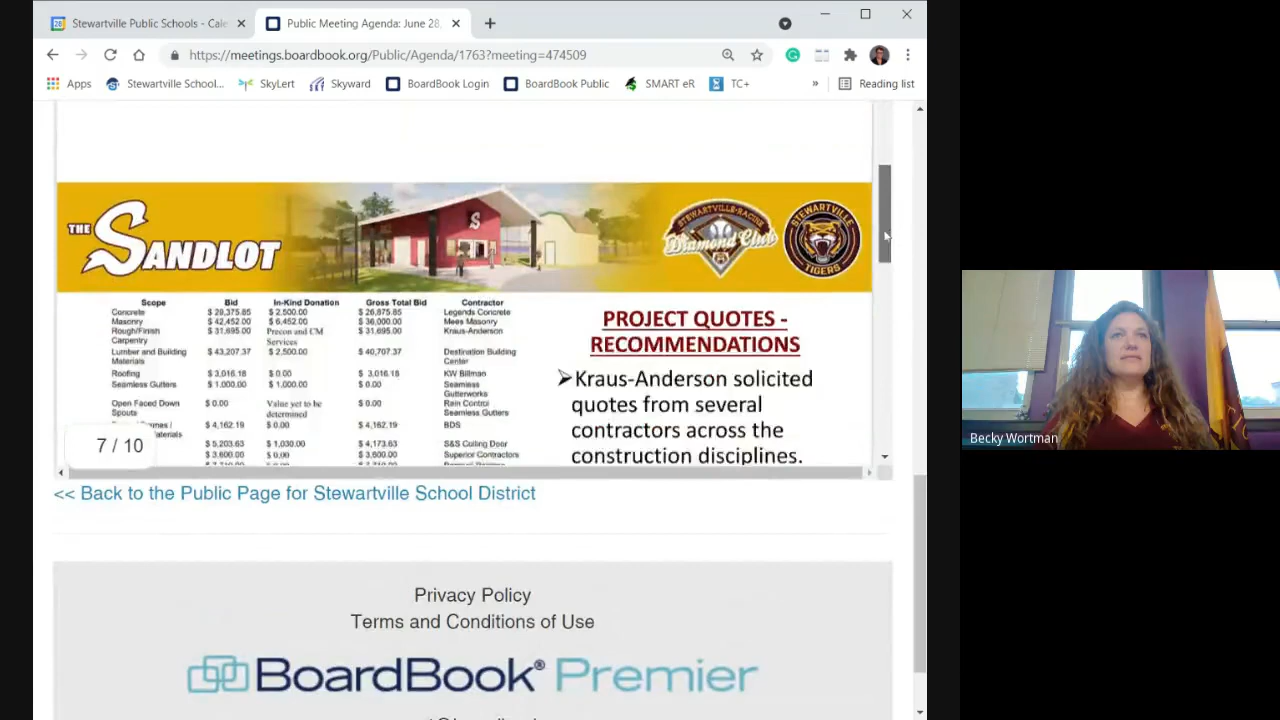 Stewartville Public Schools - Cale
Public Meeting Agenda: June 28,
https://meetings.boardbook.org/Public/Agenda/1763?meeting=474509
Apps
Stewartville School...
SkyLert
Skyward
BoardBook Login
BoardBook Public
SMART eR
TC+
»
Reading list
THE SANDLOT
STEWARTVILLE-RACINE
Diamond Club
STEWARTVILLE
TIGERS
Scope Bid In-Kind Donation Gross Total Bid Contractor
Concrete $ 29,375.85 $ 2,500.00 $ 26,875.85 Legends Concrete
Masonry $ 42,452.00 $ 6,452.00 $ 36,000.00 Mees Masonry
Rough/Finish $ 31,695.00 Precon and CM $ 31,695.00 Kraus-Anderson
Carpentry Services
Lumber and Building $ 43,207.37 $ 2,500.00 $ 40,707.37 Destination Building
Materials Center
Roofing $ 3,016.18 $ 0.00 $ 3,016.18 KW Billman
Seamless Gutters $ 1,000.00 $ 1,000.00 $ 0.00 Seamless
Gutterworks
Open Faced Down $ 0.00 Value yet to be $ 0.00 Rain Control
Spouts determined Seamless Gutters
$ 4,162.19 $ 0.00 $ 4,162.19 BDS
$ 5,203.63 $ 1,030.00 $ 4,173.63 S&S Coiling Door
$ 3,600.00 $ 0.00 $ 3,600.00 Superior Contractors
PROJECT QUOTES -
RECOMMENDATIONS
➢Kraus-Anderson solicited
quotes from several
contractors across the
construction disciplines.
7 / 10
<< Back to the Public Page for Stewartville School District
Privacy Policy
Terms and Conditions of Use
BoardBook® Premier
Becky Wortman